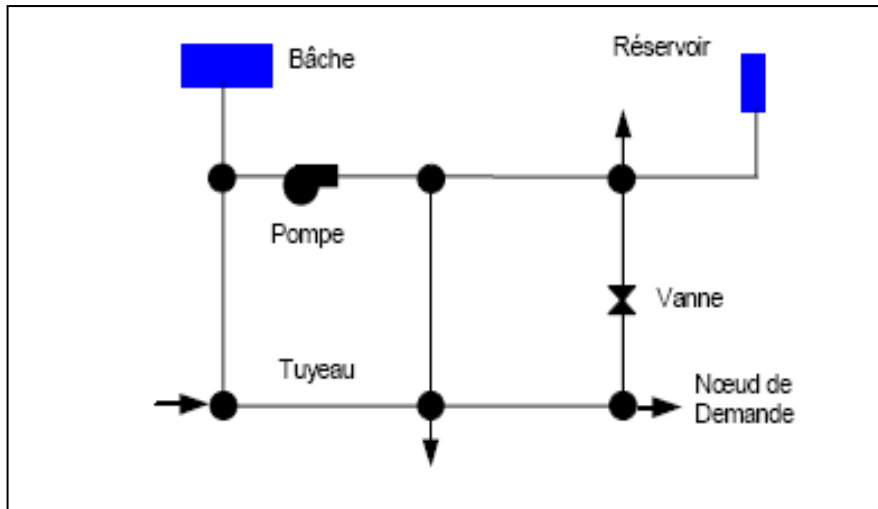 Bâche
Réservoir
Pompe
Vanne
Tuyeau
Nœud de
Demande